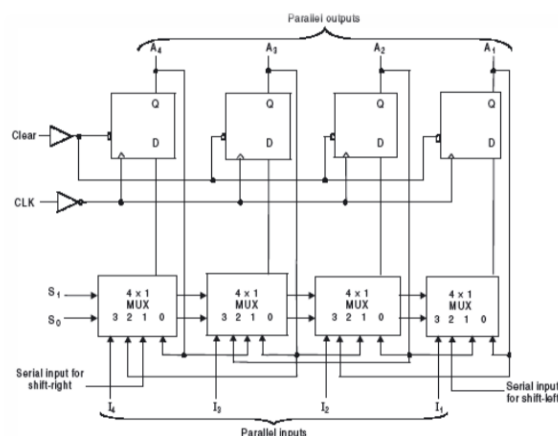 Parallel outputs
A4 A3 A2 A1
Q Q Q Q
Clear
D D D D
CLK
4 x 1 4 x 1 4 x 1 4 x 1
S1 MUX MUX MUX MUX
S0 3 2 1 0 3 2 1 0 3 2 1 0 3 2 1 0
Serial input for
shift-right
Serial input
for shift-left
I4 I3 I2 I1
Parallel inputs